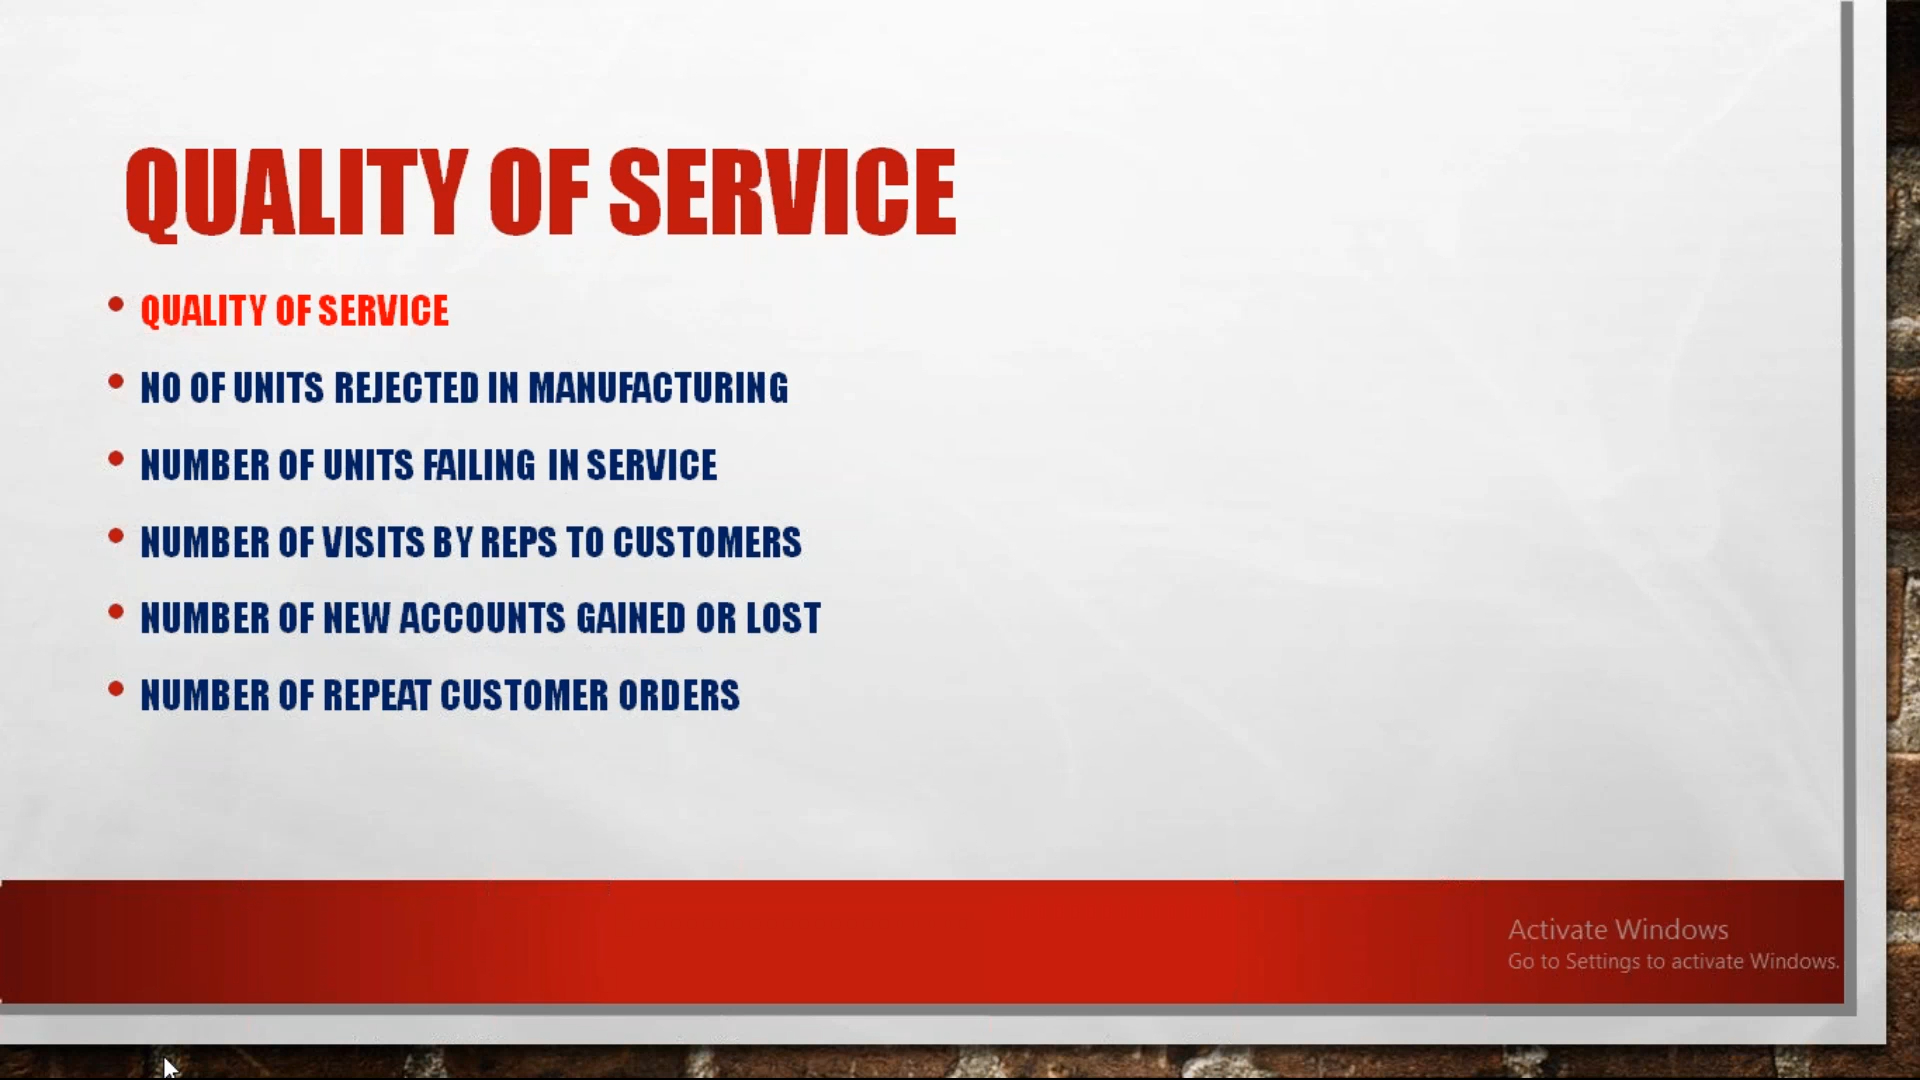 QUALITY OF SERVICE
QUALITY OF SERVICE
NO OF UNITS REJECTED IN MANUFACTURING
NUMBER OF UNITS FAILING IN SERVICE
NUMBER OF VISITS BY REPS TO CUSTOMERS
NUMBER OF NEW ACCOUNTS GAINED OR LOST
NUMBER OF REPEAT CUSTOMER ORDERS
Activate Windows
Go to Settings to activate Windows.